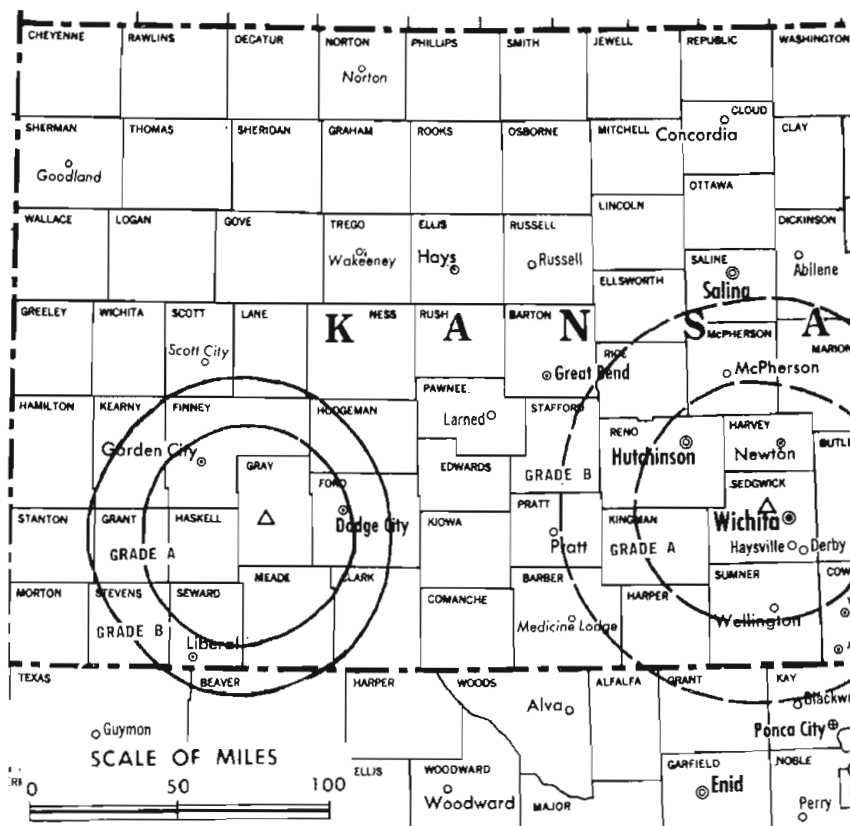 CHEYENNE RAWLINS DECATUR NORTON PHILLIPS SMITH JEWELL REPUBLIC WASHINGTON
Norton
SHERMAN THOMAS SHERIDAN GRAHAM ROOKS OSBORNE MITCHELL CLOUD CLAY
Concordia
Goodland
OTTAWA
LINCOLN
WALLACE LOGAN GOVE TREGO ELLIS RUSSELL DICKINSON
Wakeeney Hays Russell SALINE Abilene
ELLSWORTH Salina
GREELEY WICHITA SCOTT LANE NESS RUSH BARTON
K A N S A
McPHERSON
Scott City RICE MARION
Great Bend McPherson
PAWNEE
HAMILTON KEARNY FINNEY HODGEMAN Larned STAFFORD
RENO HARVEY BUTL
Garden City Hutchinson Newton
GRAY EDWARDS GRADE B
FORD SEDGWICK
STANTON GRANT HASKELL Dodge City KIOWA PRATT KINGMAN Wichita
GRADE A Pratt GRADE A Haysville Derby
MEADE CLARK BARBER SUMNER COW
MORTON STEVENS SEWARD COMANCHE HARPER
GRADE B Medicine Lodge Wellington
Liberal
TEXAS BEAVER HARPER WOODS ALFALFA GRANT KAY
Blackw
Alva
Guymon Ponca City
SCALE OF MILES
ELLIS WOODWARD GARFIELD NOBLE
0 50 100
Woodward Enid
MAJOR Perry